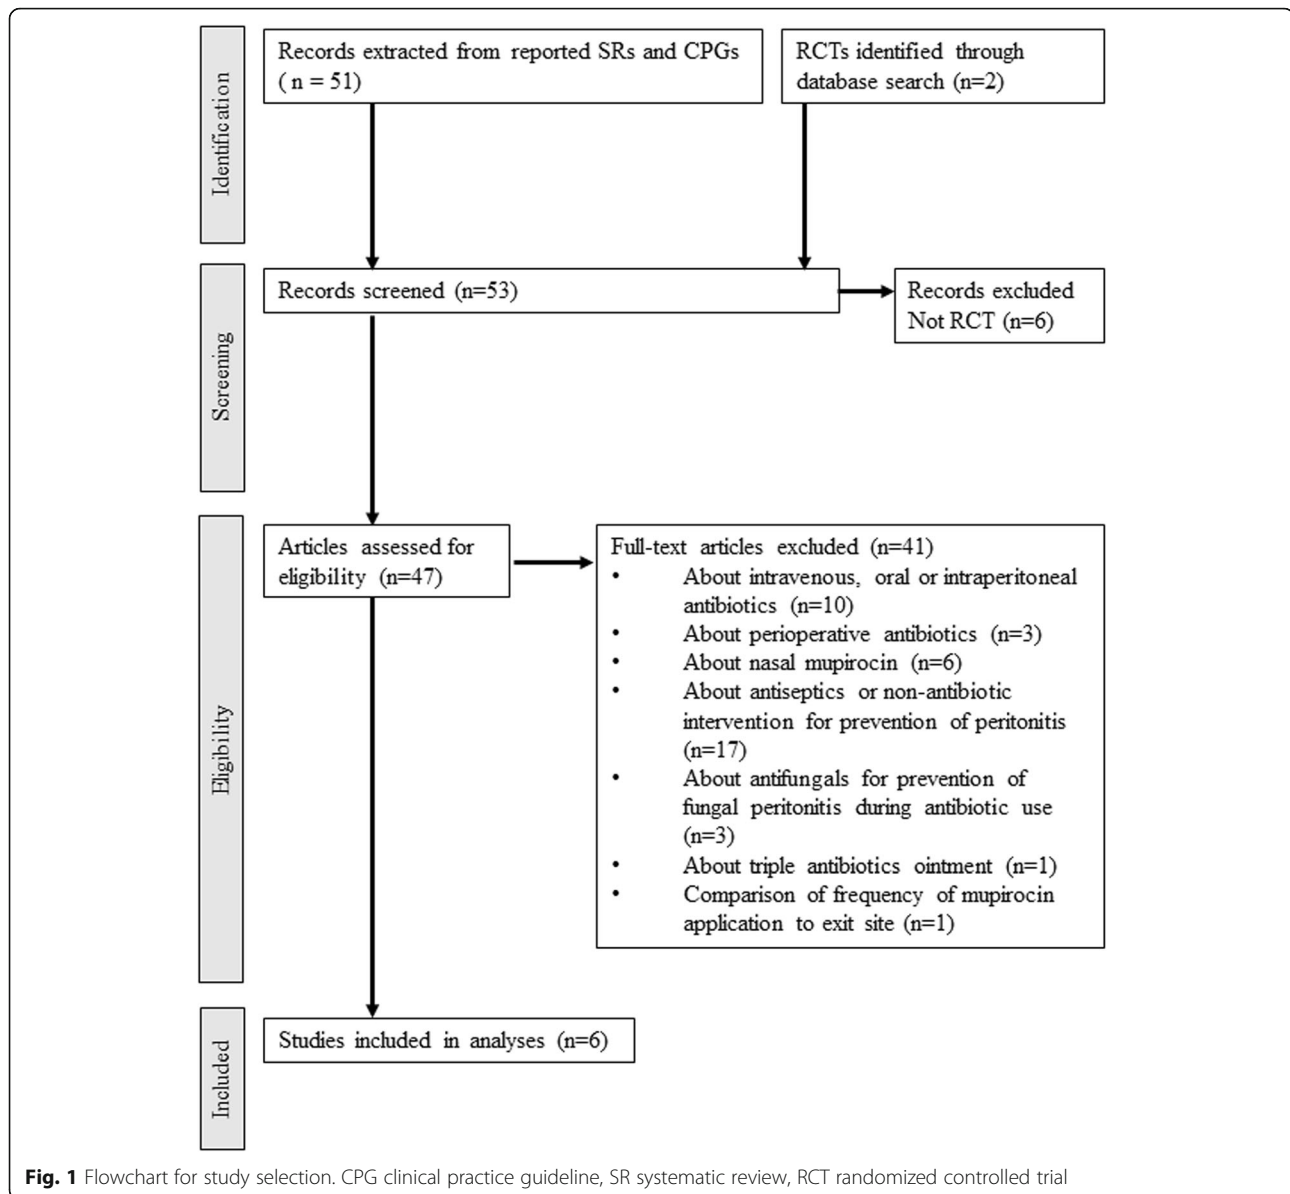 Identification
Records extracted from reported SRs and CPGs
( n = 51)
RCTs identified through
database search (n=2)
Screening
Records screened (n=53)
Records excluded
Not RCT (n=6)
Eligibility
Articles assessed for
eligibility (n=47)
Full-text articles excluded (n=41)
• About intravenous, oral or intraperitoneal
antibiotics (n=10)
• About perioperative antibiotics (n=3)
• About nasal mupirocin (n=6)
• About antiseptics or non-antibiotic
intervention for prevention of peritonitis
(n=17)
• About antifungals for prevention of
fungal peritonitis during antibiotic use
(n=3)
• About triple antibiotics ointment (n=1)
• Comparison of frequency of mupirocin
application to exit site (n=1)
Included
Studies included in analyses (n=6)
Fig. 1 Flowchart for study selection. CPG clinical practice guideline, SR systematic review, RCT randomized controlled trial